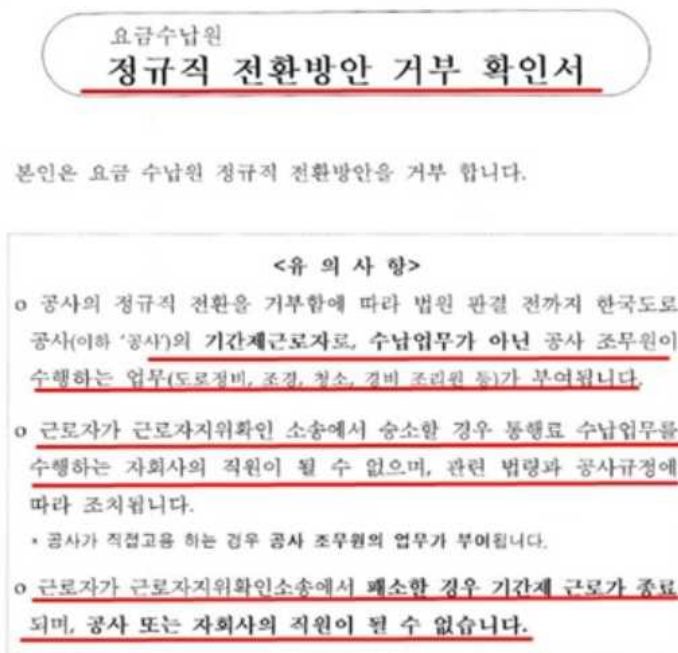 요금수납원
정규직 전환방안 거부 확인서
본인은 요금 수납원 정규직 전환방안을 거부 합니다.
<유 의 사 항>
o 공사의 정규직 전환을 거부함에 따라 법원 판결 전까지 한국도로
공사(이하 '공사')의 기간제근로자로, 수납업무가 아닌 공사 조무원이
수행하는 업무(도로정비, 조경, 청소, 경비 조리원 등)가 부여됩니다.
o 근로자가 근로자지위확인 소송에서 승소할 경우 통행료 수납업무를
수행하는 자회사의 직원이 될 수 없으며, 관련 법령과 공사규정에
따라 조치됩니다.
* 공사가 직접고용 하는 경우 공사 조무원의 업무가 부여됩니다.
o 근로자가 근로자지위확인소송에서 패소할 경우 기간제 근로가 종료
되며, 공사 또는 자회사의 직원이 될 수 없습니다.